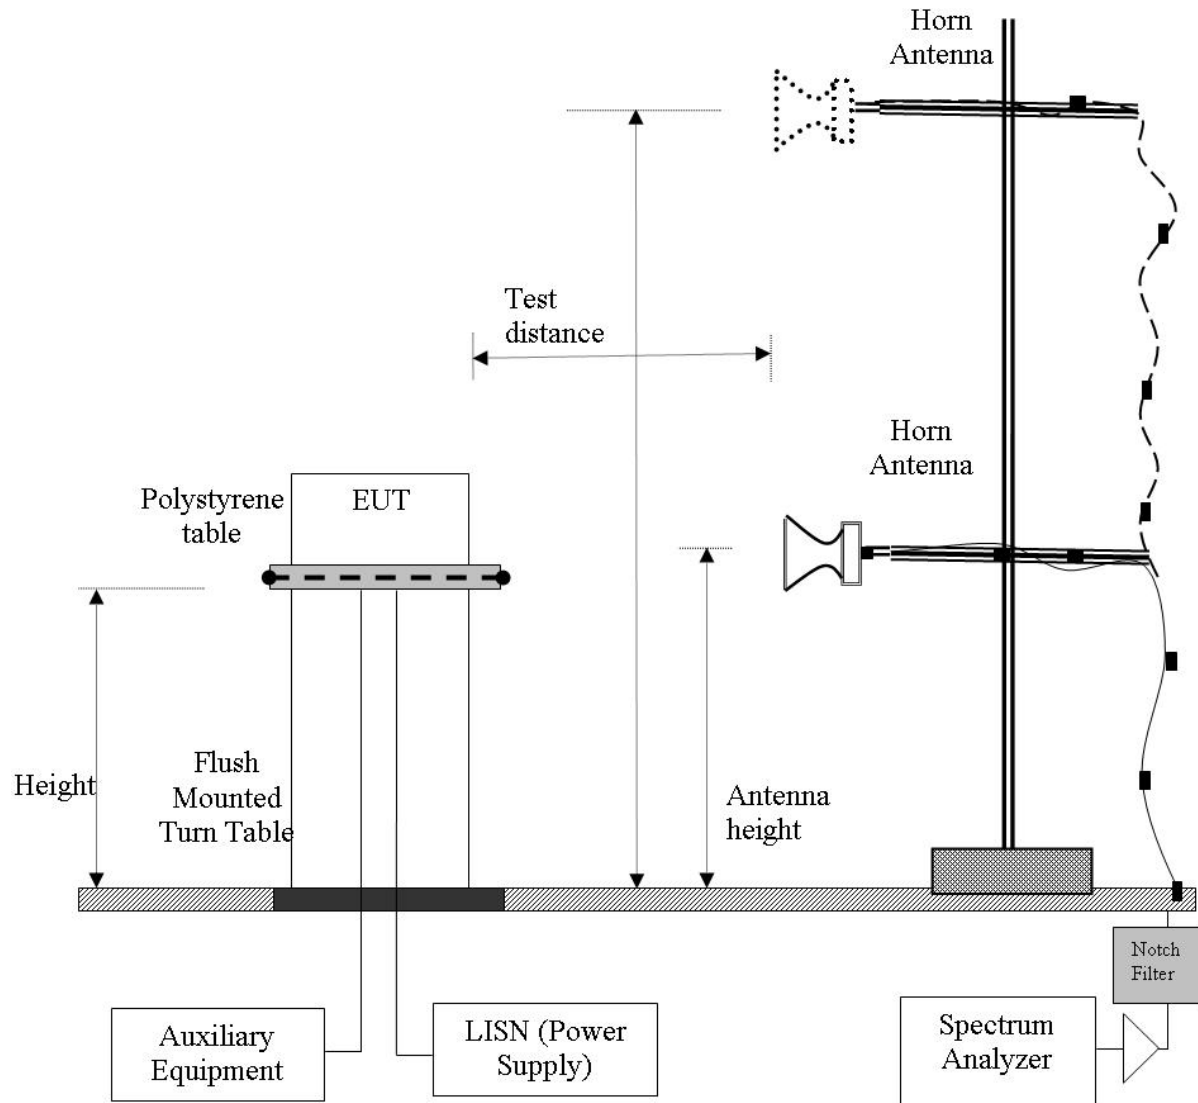 Horn
Antenna
Test
distance
Horn
Antenna
Polystyrene
table
EUT
Height
Flush
Mounted
Turn Table
Antenna
height
Notch
Filter
Auxiliary
Equipment
LISN (Power
Supply)
Spectrum
Analyzer